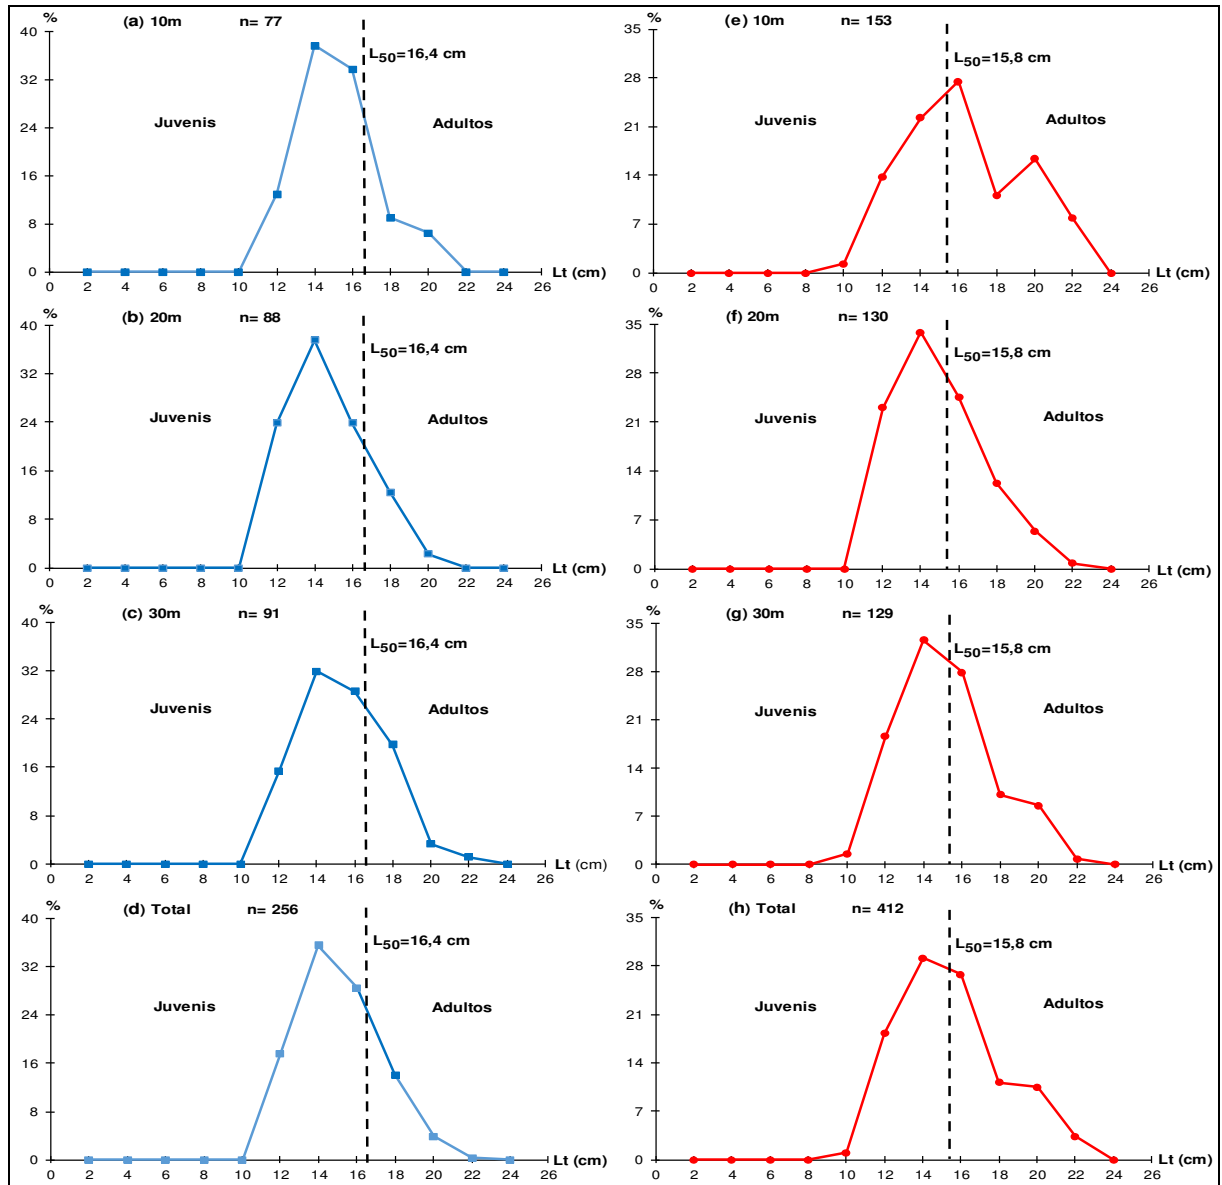 %
(a) 10m n= 77
40
32
24
16
8
0
L50=16,4 cm
Juvenis Adultos
0 2 4 6 8 10 12 14 16 18 20 22 24 26
Lt (cm)
%
(e) 10m n= 153
35
28
21
14
7
0
L50=15,8 cm
Juvenis Adultos
0 2 4 6 8 10 12 14 16 18 20 22 24 26
Lt (cm)
%
(b) 20m n= 88
40
32
24
16
8
0
L50=16,4 cm
Juvenis Adultos
0 2 4 6 8 10 12 14 16 18 20 22 24 26
Lt (cm)
%
(f) 20m n= 130
35
28
21
14
7
0
L50=15,8 cm
Juvenis Adultos
0 2 4 6 8 10 12 14 16 18 20 22 24 26
Lt (cm)
%
(c) 30m n= 91
40
32
24
16
8
0
L50=16,4 cm
Juvenis Adultos
0 2 4 6 8 10 12 14 16 18 20 22 24 26
Lt (cm)
%
(g) 30m n= 129
35
28
21
14
7
0
L50=15,8 cm
Juvenis Adultos
0 2 4 6 8 10 12 14 16 18 20 22 24 26
Lt (cm)
%
(d) Total n= 256
40
32
24
16
8
0
L50=16,4 cm
Juvenis Adultos
0 2 4 6 8 10 12 14 16 18 20 22 24 26
Lt (cm)
%
(h) Total n= 412
35
28
21
14
7
0
L50=15,8 cm
Juvenis Adultos
0 2 4 6 8 10 12 14 16 18 20 22 24 26
Lt (cm)